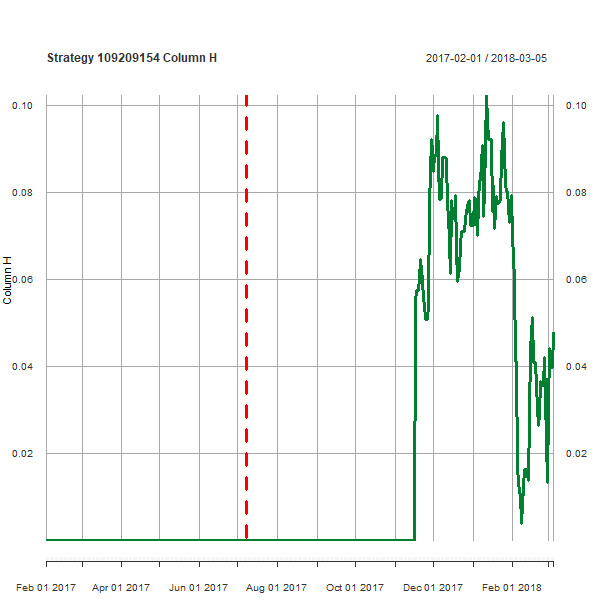 Strategy 109209154 Column H 2017-02-01 / 2018-03-05
0.10 0.10
0.08 0.08
0.06 0.06
Column H
0.04 0.04
0.02 0.02
Feb 01 2017 Apr 01 2017 Jun 01 2017 Aug 01 2017 Oct 01 2017 Dec 01 2017 Feb 01 2018